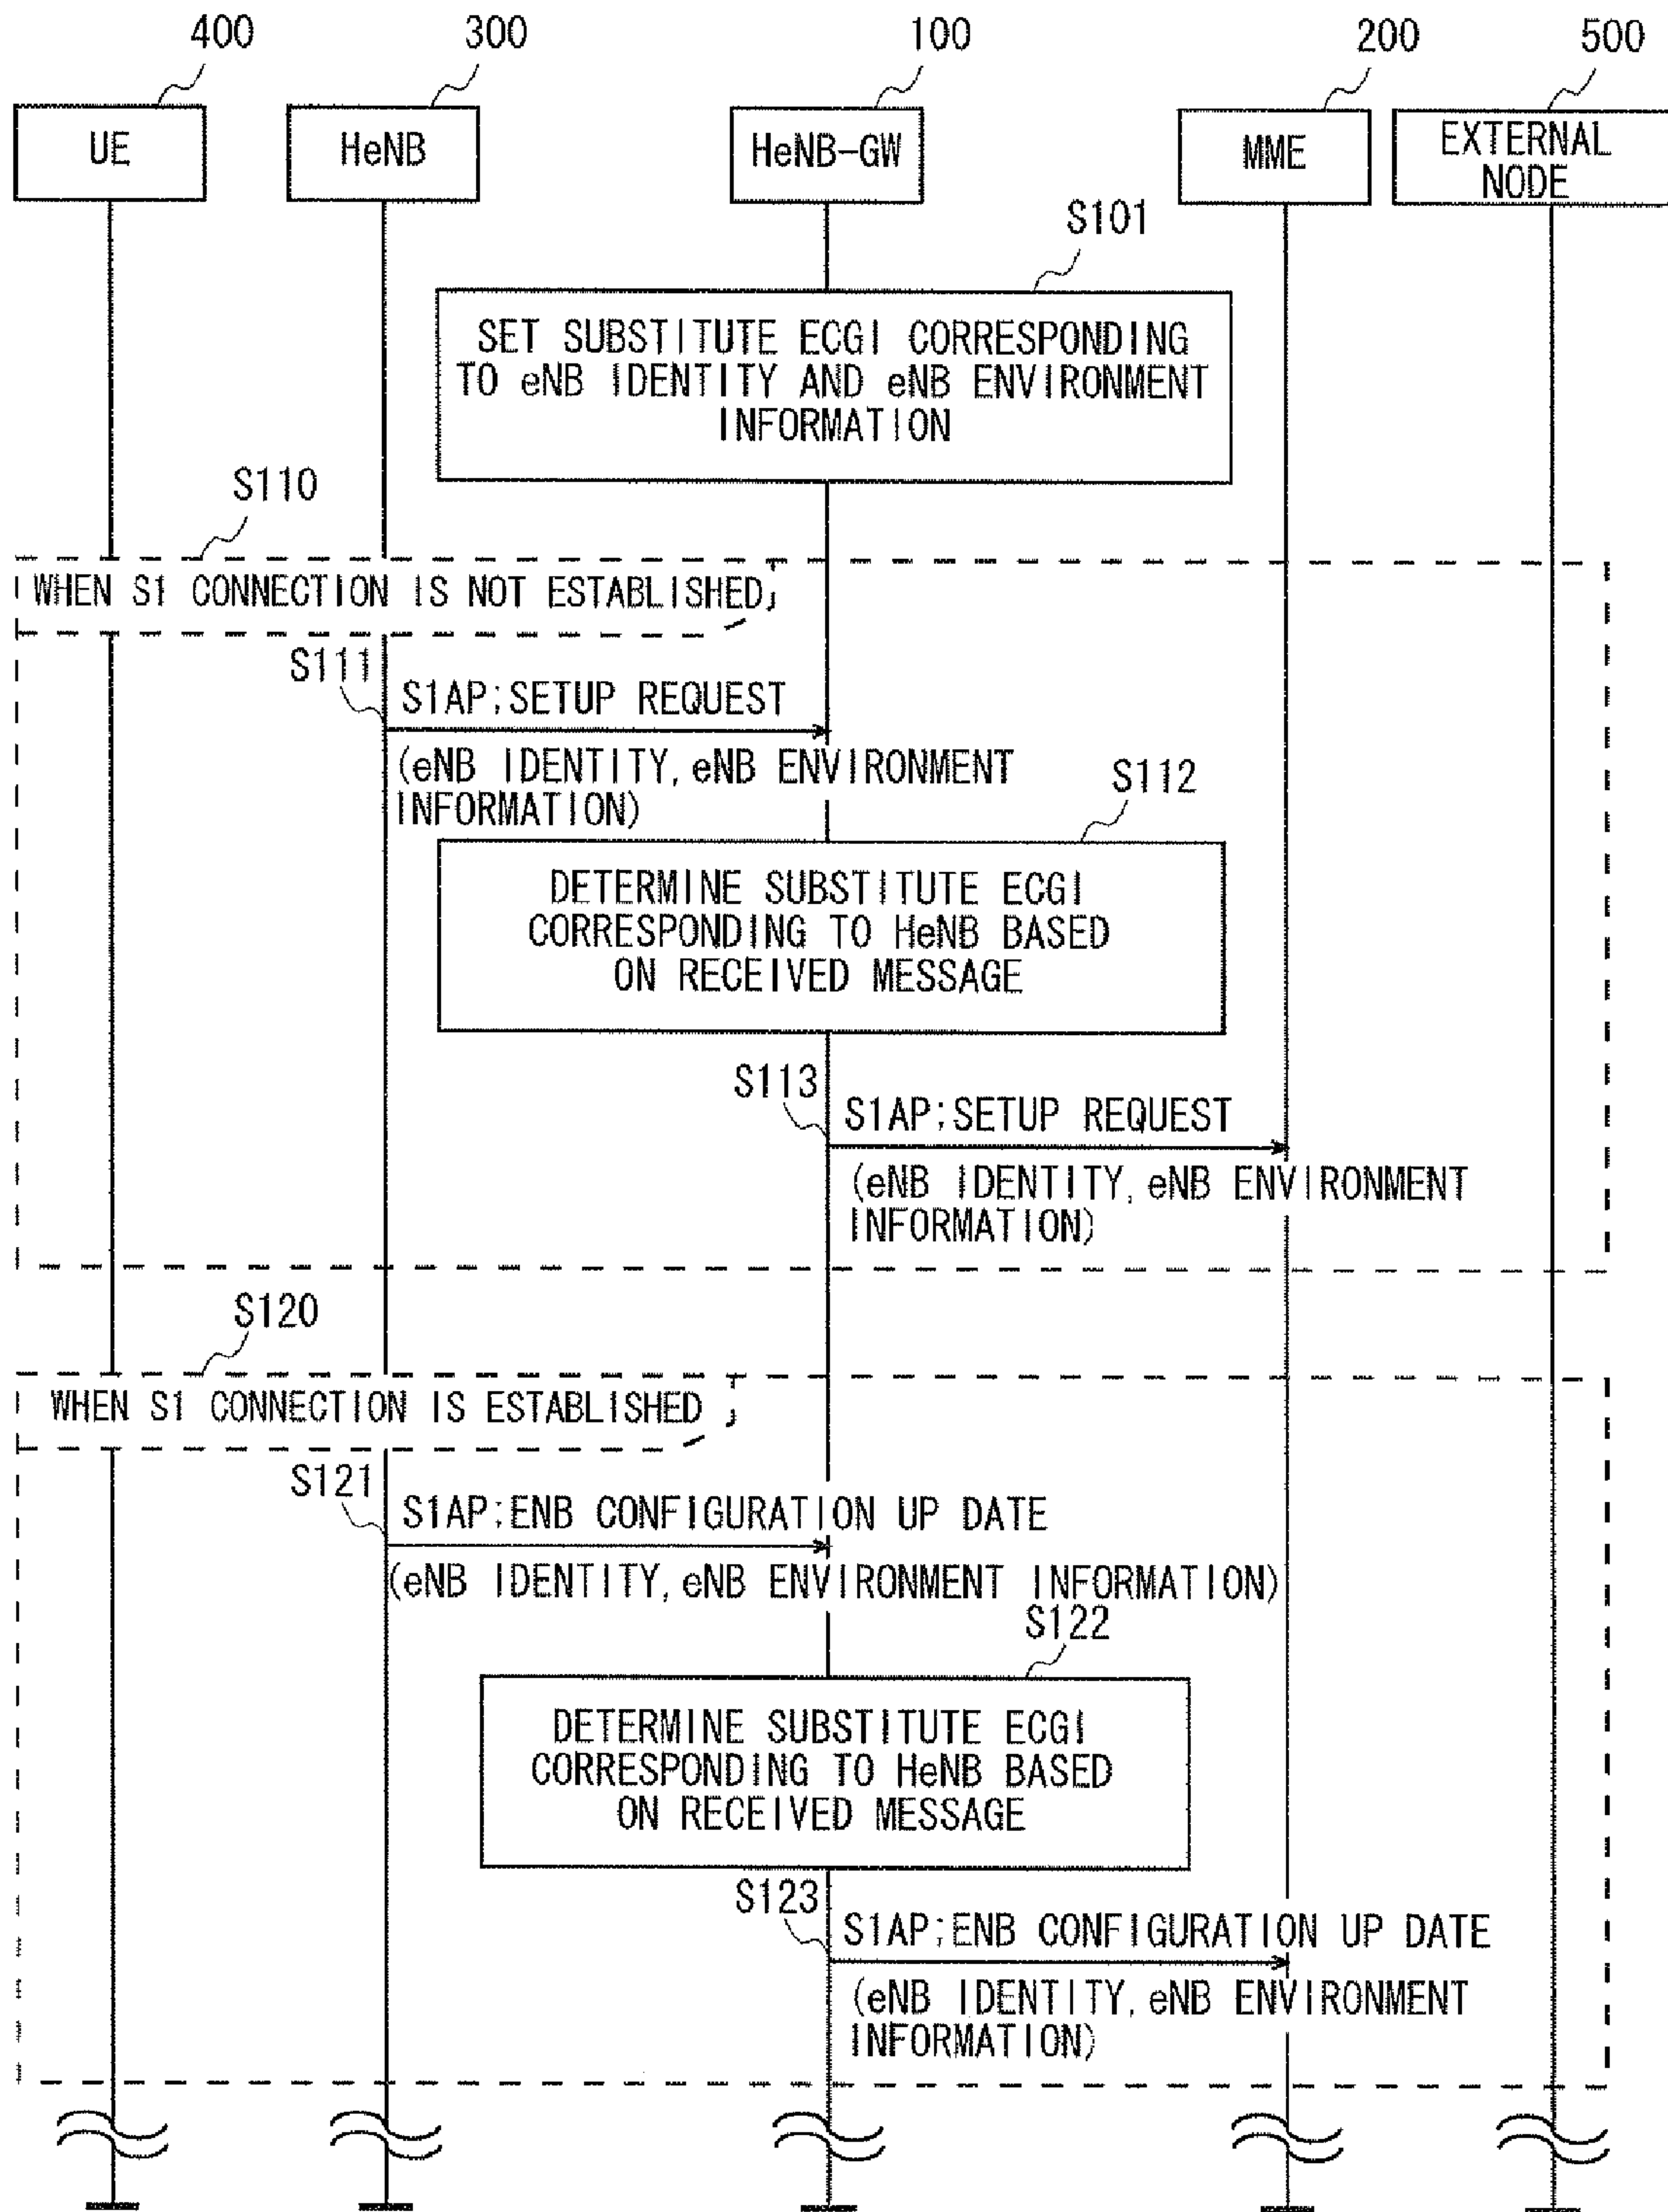 400
300
100
200
500
UE
HeNB
HeNB-GW
MME
EXTERNAL
NODE
S101
SET SUBSTITUTE ECGI CORRESPONDING
TO eNB IDENTITY AND eNB ENVIRONMENT
INFORMATION
S110
WHEN S1 CONNECTION IS NOT ESTABLISHED
S111
S1AP;SETUP REQUEST
(eNB IDENTITY, eNB ENVIRONMENT
INFORMATION)
S112
DETERMINE SUBSTITUTE ECGI
CORRESPONDING TO HeNB BASED
ON RECEIVED MESSAGE
S113
S1AP;SETUP REQUEST
(eNB IDENTITY, eNB ENVIRONMENT
INFORMATION)
S120
WHEN S1 CONNECTION IS ESTABLISHED
S121
S1AP;ENB CONFIGURATION UP DATE
(eNB IDENTITY, eNB ENVIRONMENT INFORMATION)
S122
DETERMINE SUBSTITUTE ECGI
CORRESPONDING TO HeNB BASED
ON RECEIVED MESSAGE
S123
S1AP;ENB CONFIGURATION UP DATE
(eNB IDENTITY, eNB ENVIRONMENT
INFORMATION)